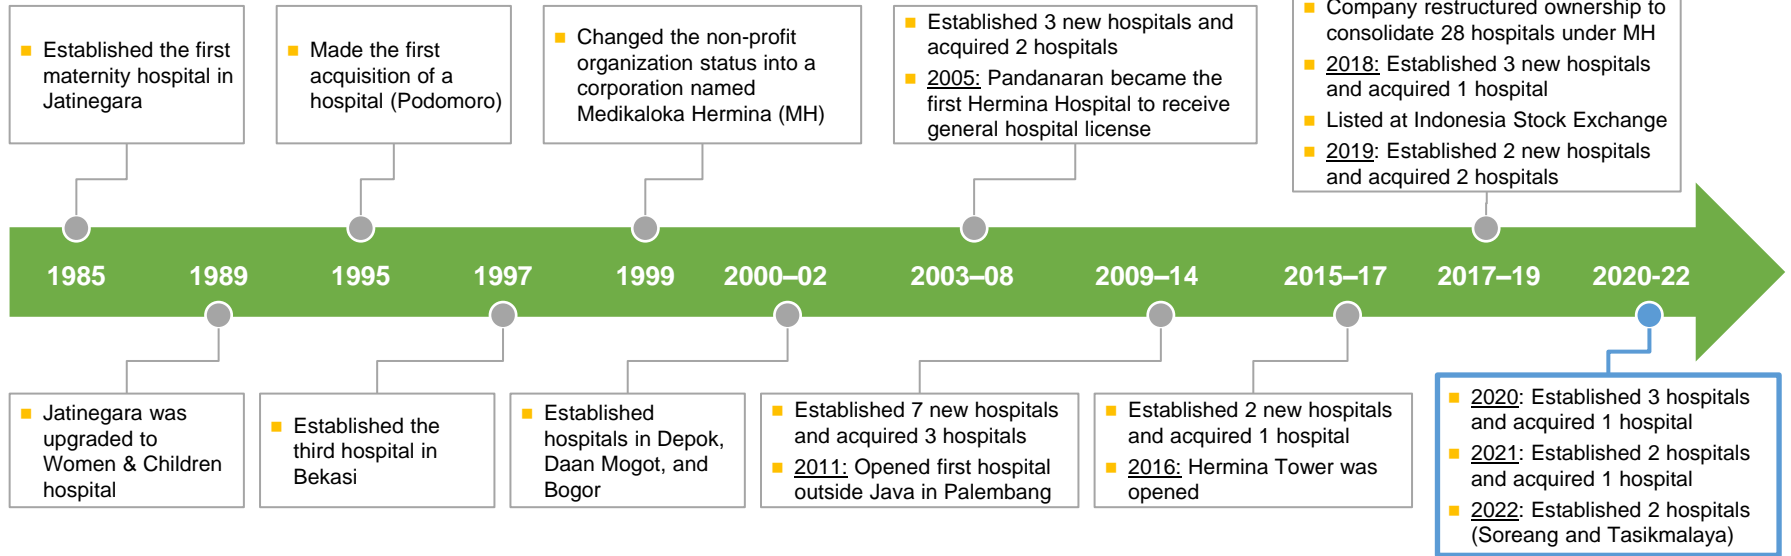 Established the first
maternity hospital in
Jatinegara
Made the first
acquisition of a
hospital (Podomoro)
Changed the non-profit
organization status into a
corporation named
Medikaloka Hermina (MH)
Established 3 new hospitals and
acquired 2 hospitals
2005: Pandanaran became the
first Hermina Hospital to receive
general hospital license
Company restructured ownership to
consolidate 28 hospitals under MH
2018: Established 3 new hospitals
and acquired 1 hospital
Listed at Indonesia Stock Exchange
2019: Established 2 new hospitals
and acquired 2 hospitals
1985
1989
1995
1997
1999
2000–02
2003–08
2009–14
2015–17
2017–19
2020-22
Jatinegara was
upgraded to
Women & Children
hospital
Established the
third hospital in
Bekasi
Established
hospitals in Depok,
Daan Mogot, and
Bogor
Established 7 new hospitals
and acquired 3 hospitals
2011: Opened first hospital
outside Java in Palembang
Established 2 new hospitals
and acquired 1 hospital
2016: Hermina Tower was
opened
2020: Established 3 hospitals
and acquired 1 hospital
2021: Established 2 hospitals
and acquired 1 hospital
2022: Established 2 hospitals
(Soreang and Tasikmalaya)